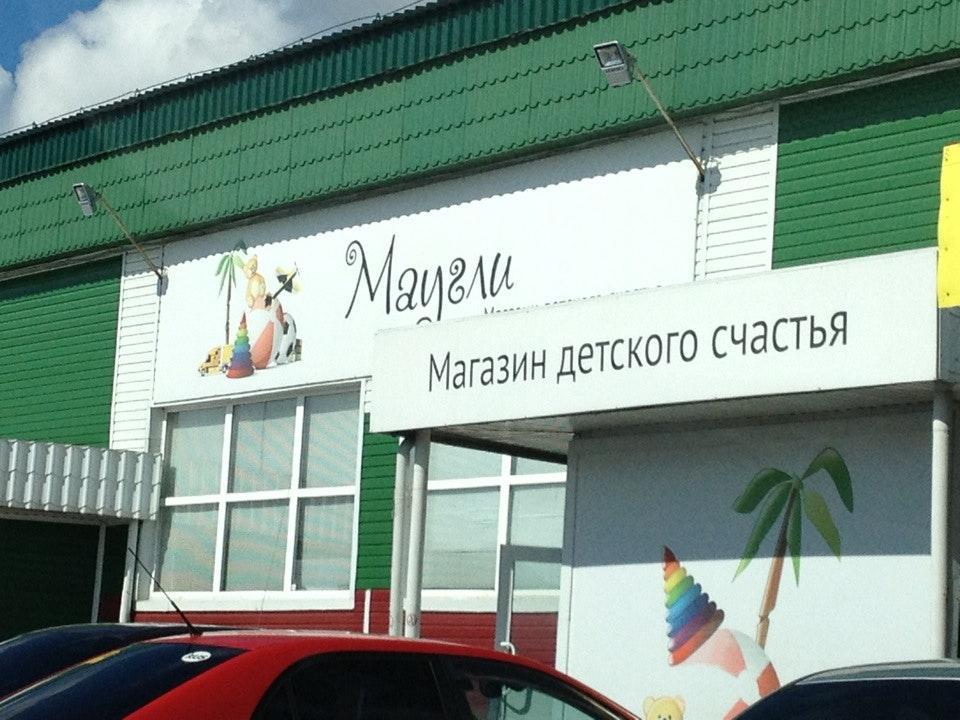 Маугли
Магазин детского счастья